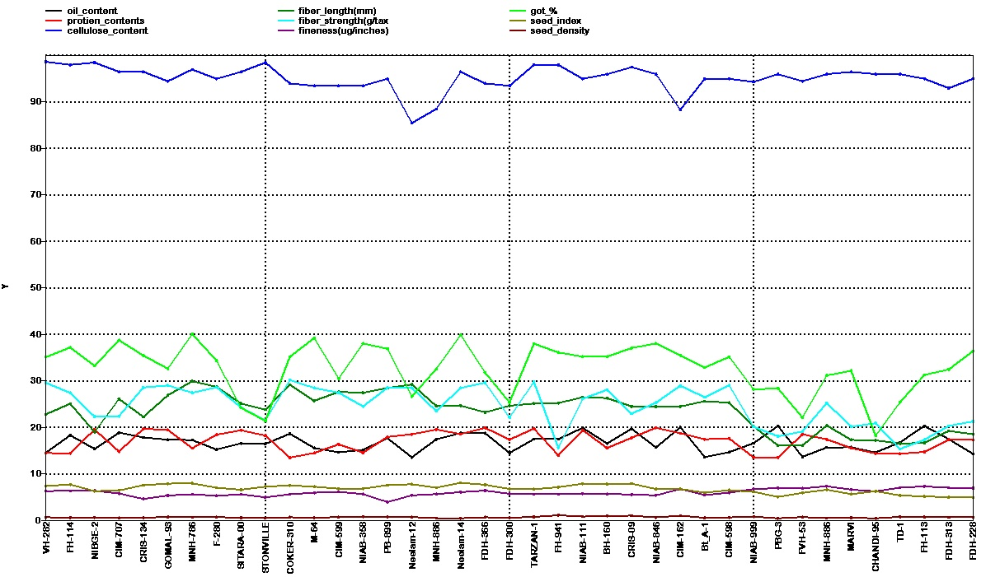 oil_content
protien_contents
cellulose_content
fiber_length(mm)
fiber_strength(g/tax
fineness(ug/inches)
got_%
seed_index
seed_density
Y
90
80
70
60
50
40
30
20
10
0
VH-282
FH-114
NIBGE-2
CIM-707
CRIS-134
GOMAL-93
MNH-786
F-280
SITARA-00
STONVILLE
COKER-310
M-64
CIM-599
NIAB-358
PB-899
Neelam-12
MNH-886
Neelam-14
FDH-366
FDH-300
TARZAN-1
FH-941
NIAB-111
BH-160
CRIS-09
NIAB-846
CIM-162
Bt_A-1
CIM-598
NIAB-999
PBG-3
FVH-53
MNH-886
MARVI
CHANDI-95
TD-1
FH-113
FDH-313
FDH-228